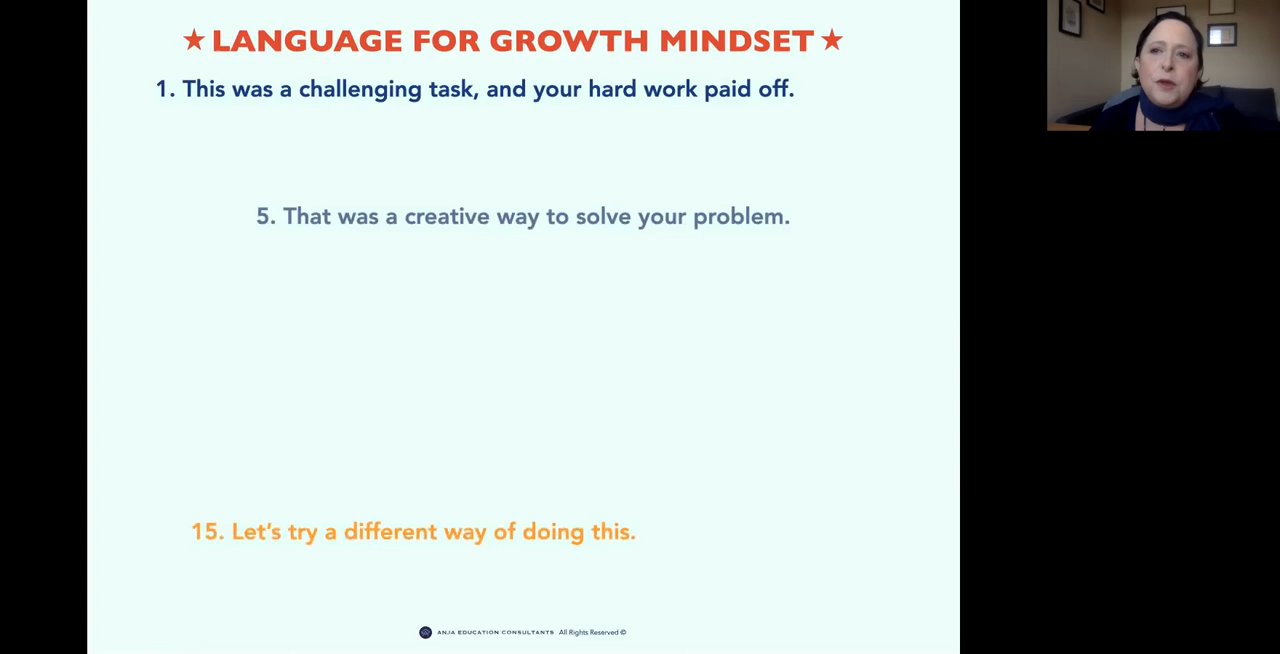 ★ LANGUAGE FOR GROWTH MINDSET ★
1. This was a challenging task, and your hard work paid off.
5. That was a creative way to solve your problem.
15. Let's try a different way of doing this.
ANJA EDUCATION CONSULTANTS All Rights Reserved ©